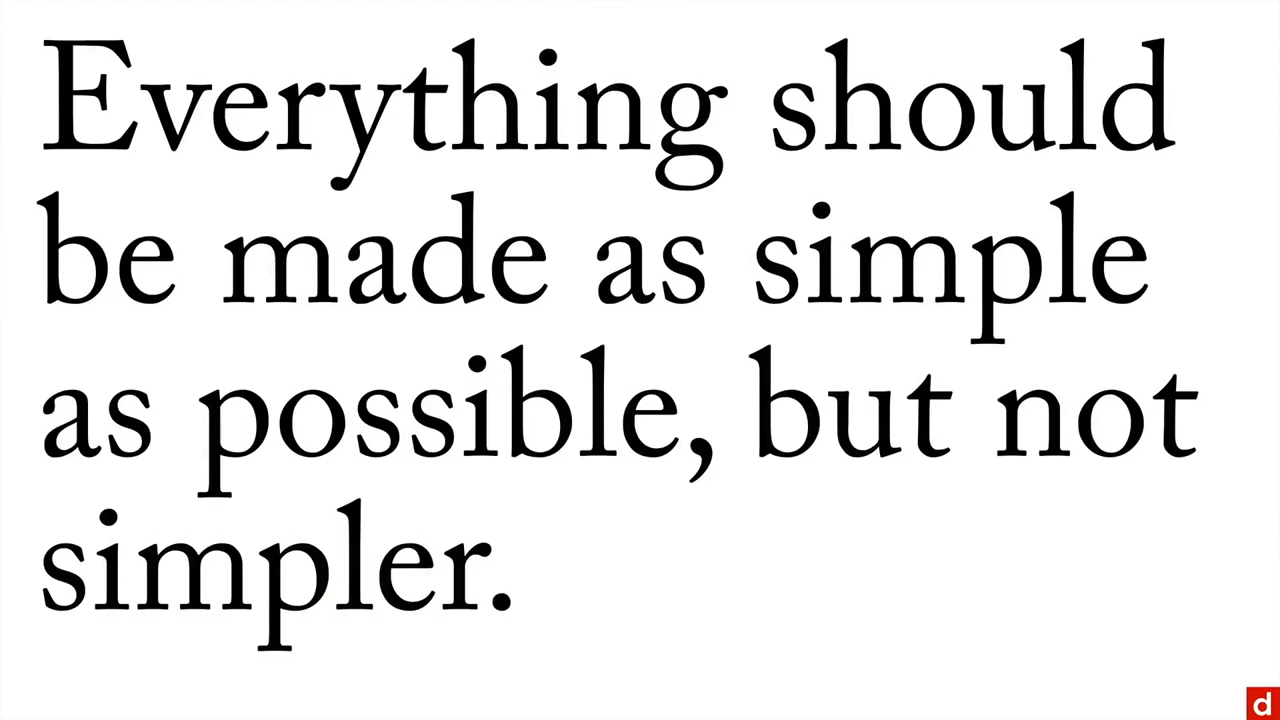 Everything should
be made as simple
as possible, but not
simpler.
d